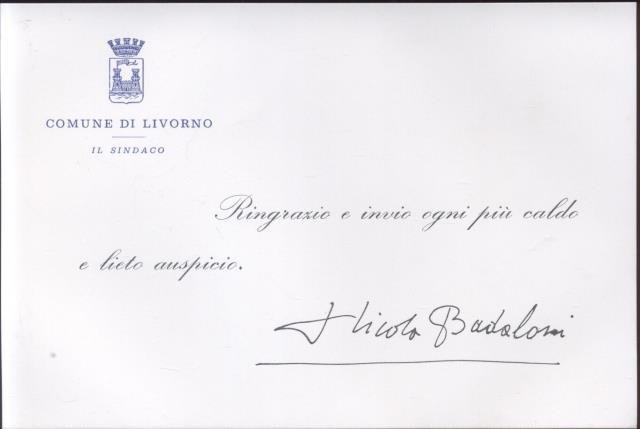 COMUNE DI LIVORNO
IL SINDACO
Ringrazio e invio ogni più caldo
e lieto auspicio.
Nicola Badaloni